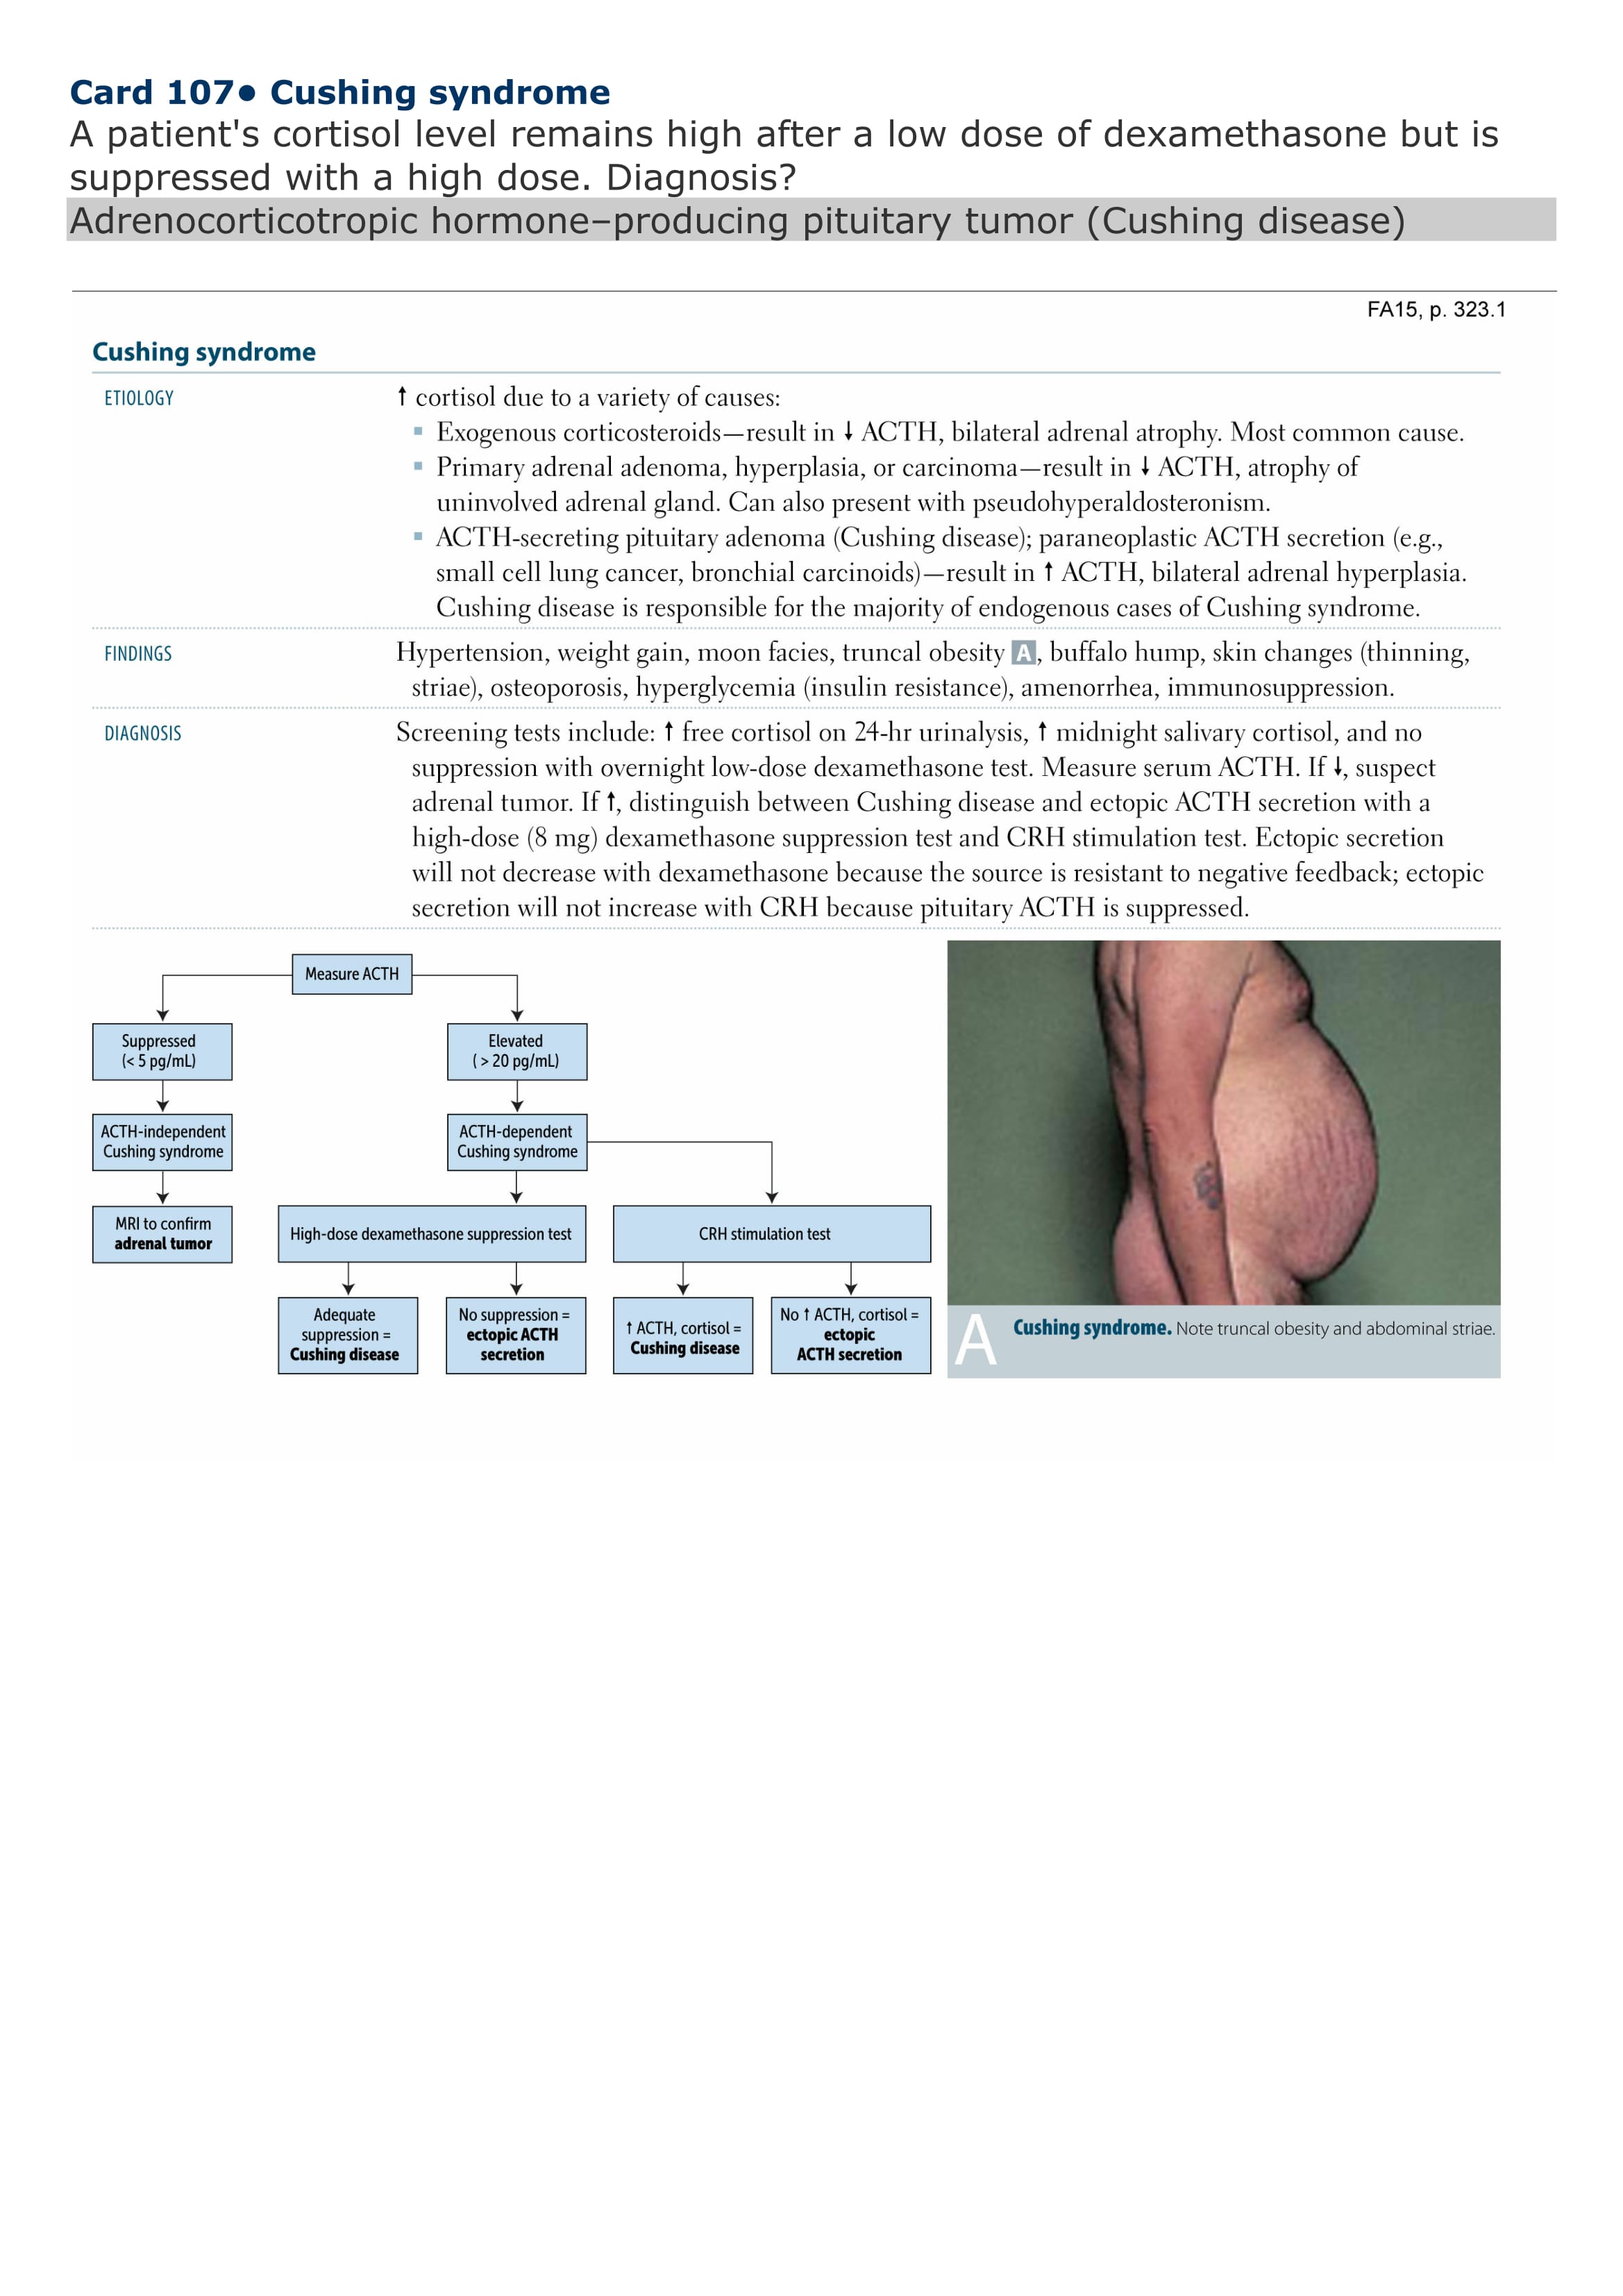 Card 107• Cushing syndrome
A patient's cortisol level remains high after a low dose of dexamethasone but is
suppressed with a high dose. Diagnosis?
Adrenocorticotropic hormone–producing pituitary tumor (Cushing disease)
FA15, p. 323.1
Cushing syndrome
ETIOLOGY
↑ cortisol due to a variety of causes:
▪ Exogenous corticosteroids—result in ↓ ACTH, bilateral adrenal atrophy. Most common cause.
▪ Primary adrenal adenoma, hyperplasia, or carcinoma—result in ↓ ACTH, atrophy of
uninvolved adrenal gland. Can also present with pseudohyperaldosteronism.
▪ ACTH-secreting pituitary adenoma (Cushing disease); paraneoplastic ACTH secretion (e.g.,
small cell lung cancer, bronchial carcinoids)—result in ↑ ACTH, bilateral adrenal hyperplasia.
Cushing disease is responsible for the majority of endogenous cases of Cushing syndrome.
FINDINGS
Hypertension, weight gain, moon facies, truncal obesity A, buffalo hump, skin changes (thinning,
striae), osteoporosis, hyperglycemia (insulin resistance), amenorrhea, immunosuppression.
DIAGNOSIS
Screening tests include: ↑ free cortisol on 24-hr urinalysis, ↑ midnight salivary cortisol, and no
suppression with overnight low-dose dexamethasone test. Measure serum ACTH. If ↓, suspect
adrenal tumor. If ↑, distinguish between Cushing disease and ectopic ACTH secretion with a
high-dose (8 mg) dexamethasone suppression test and CRH stimulation test. Ectopic secretion
will not decrease with dexamethasone because the source is resistant to negative feedback; ectopic
secretion will not increase with CRH because pituitary ACTH is suppressed.
Measure ACTH
Suppressed
(< 5 pg/mL)
Elevated
( > 20 pg/mL)
ACTH-independent
Cushing syndrome
ACTH-dependent
Cushing syndrome
MRI to confirm
adrenal tumor
High-dose dexamethasone suppression test
CRH stimulation test
Adequate
suppression =
Cushing disease
No suppression =
ectopic ACTH
secretion
↑ ACTH, cortisol =
Cushing disease
No ↑ ACTH, cortisol =
ectopic
ACTH secretion
A
Cushing syndrome. Note truncal obesity and abdominal striae.